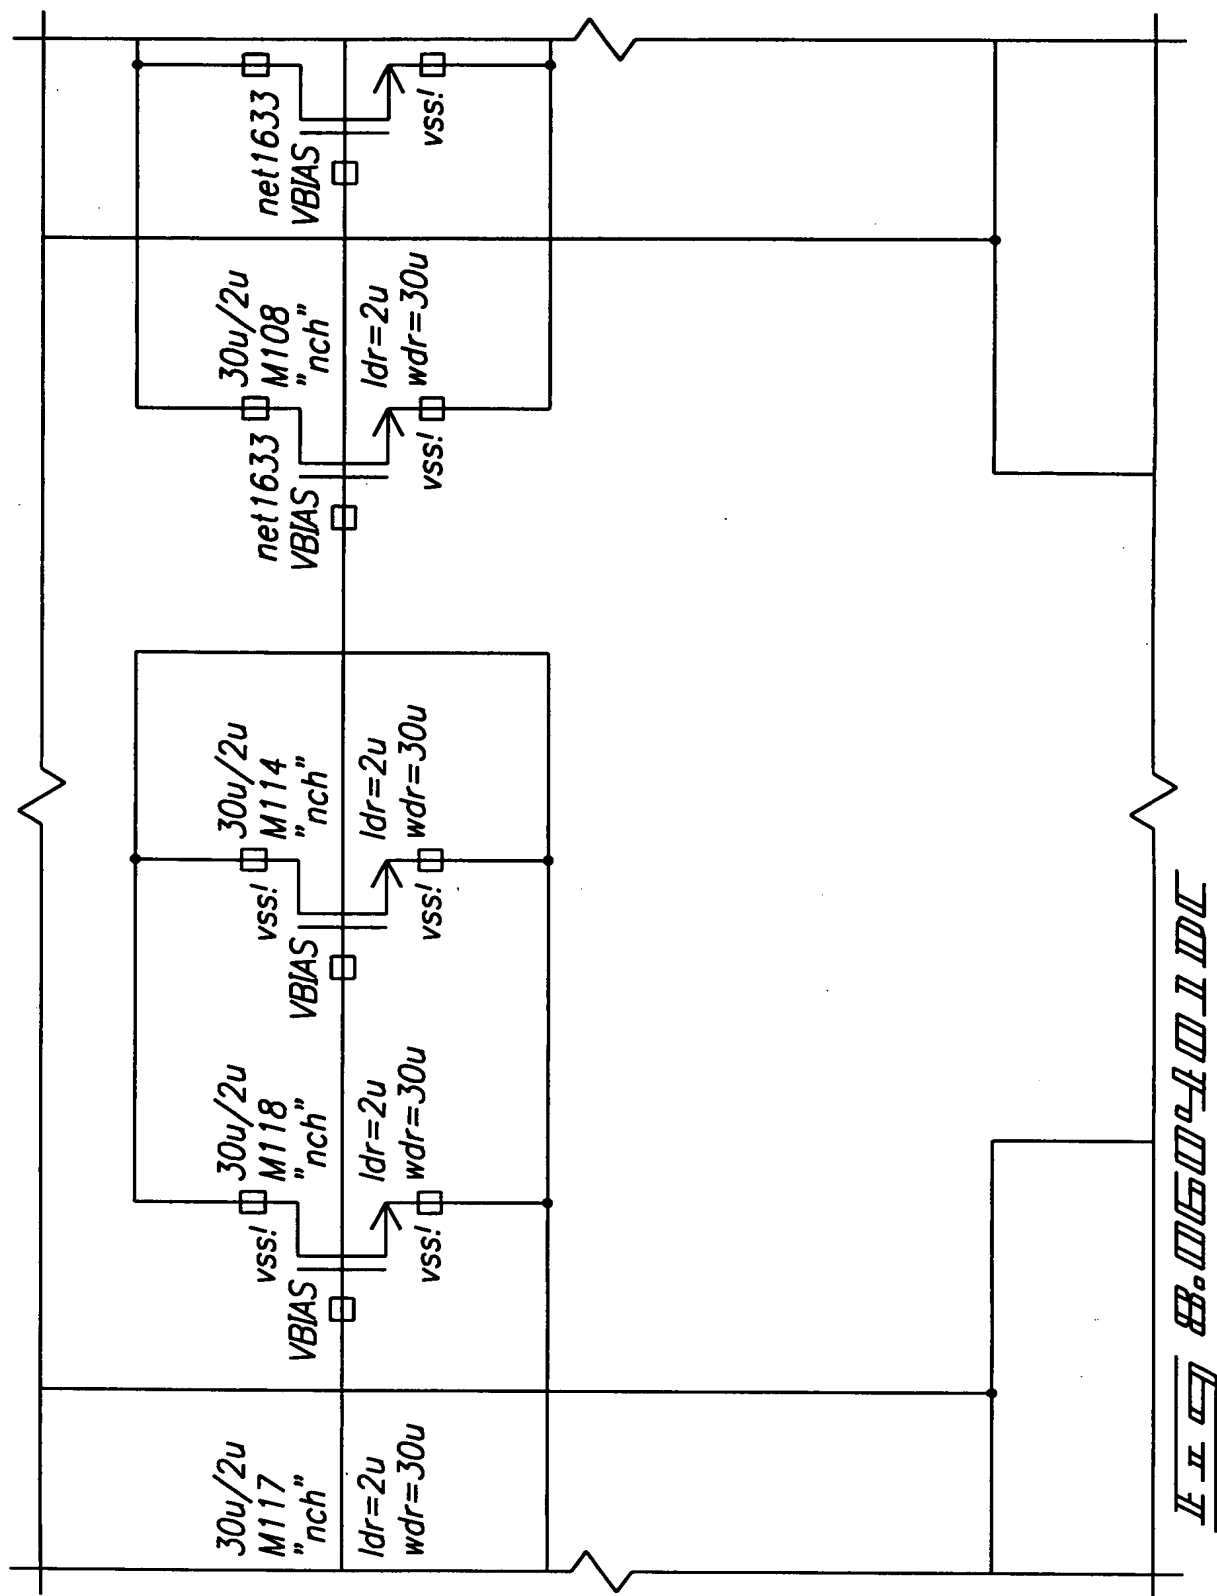 30u/2u
M117
"nch"
ldr=2u
wdr=30u
vss!
VBIAS
30u/2u
M118
"nch"
ldr=2u
wdr=30u
vss!
vss!
VBIAS
30u/2u
M114
"nch"
ldr=2u
wdr=30u
vss!
net1633
VBIAS
30u/2u
M108
"nch"
ldr=2u
wdr=30u
vss!
net1633
VBIAS
vss!
Fig 8.060401DC